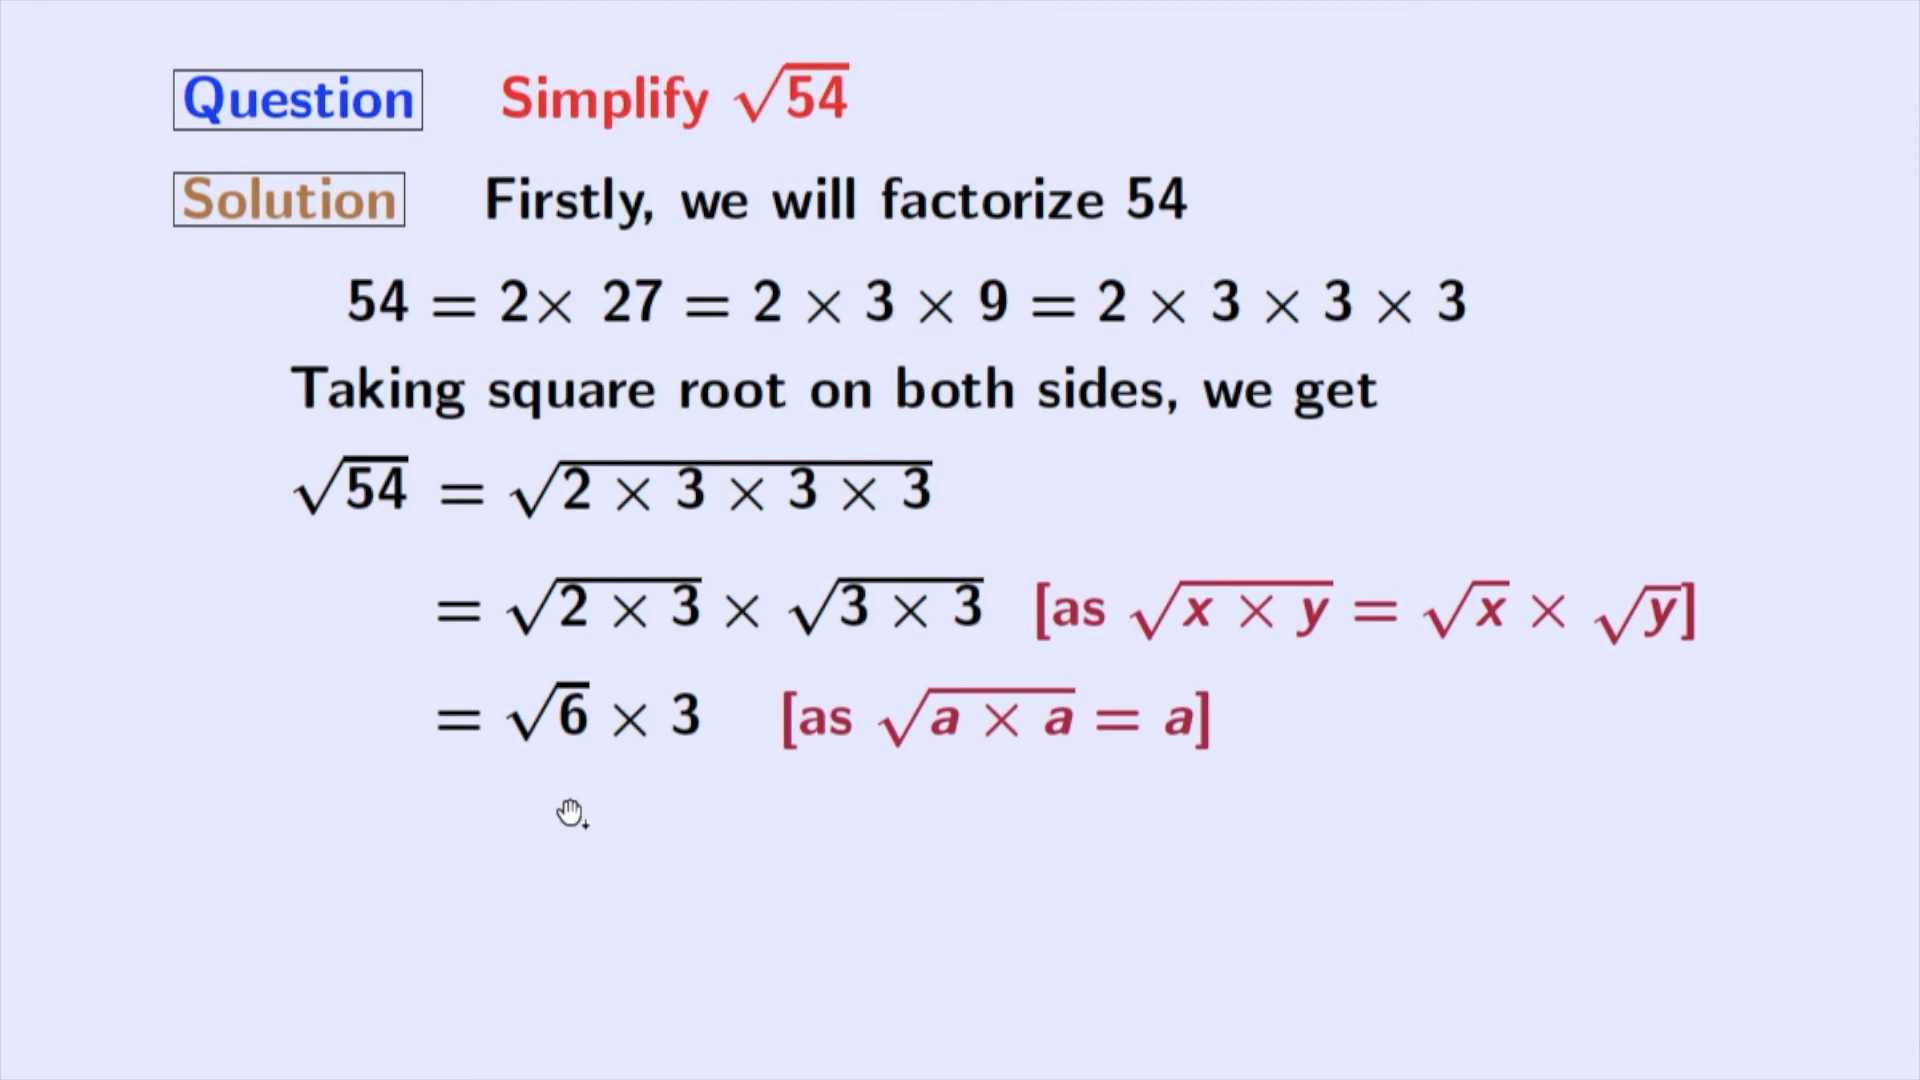 Question Simplify √54
Solution Firstly, we will factorize 54
54 = 2× 27 = 2 × 3 × 9 = 2 × 3 × 3 × 3
Taking square root on both sides, we get
√54 = √(2 × 3 × 3 × 3)
= √(2 × 3) × √(3 × 3) [as √(x × y) = √x × √y]
= √6 × 3 [as √(a × a) = a]